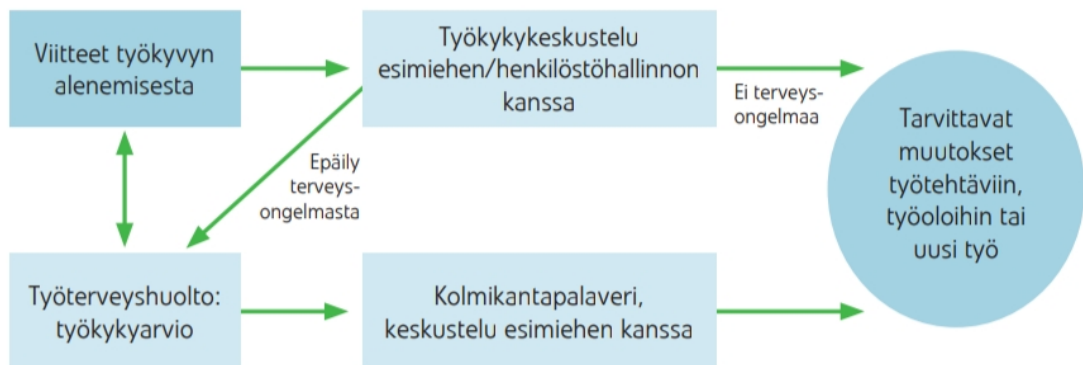 Viitteet työkyvyn
alenemisesta
Työkykykeskustelu
esimiehen/henkilöstöhallinnon
kanssa
Ei terveys-
ongelmaa
Tarvittavat
muutokset
työtehtäviin,
työoloihin tai
uusi työ
Epäily
terveys-
ongelmasta
Työterveyshuolto:
työkykyarvio
Kolmikantapalaveri,
keskustelu esimiehen kanssa